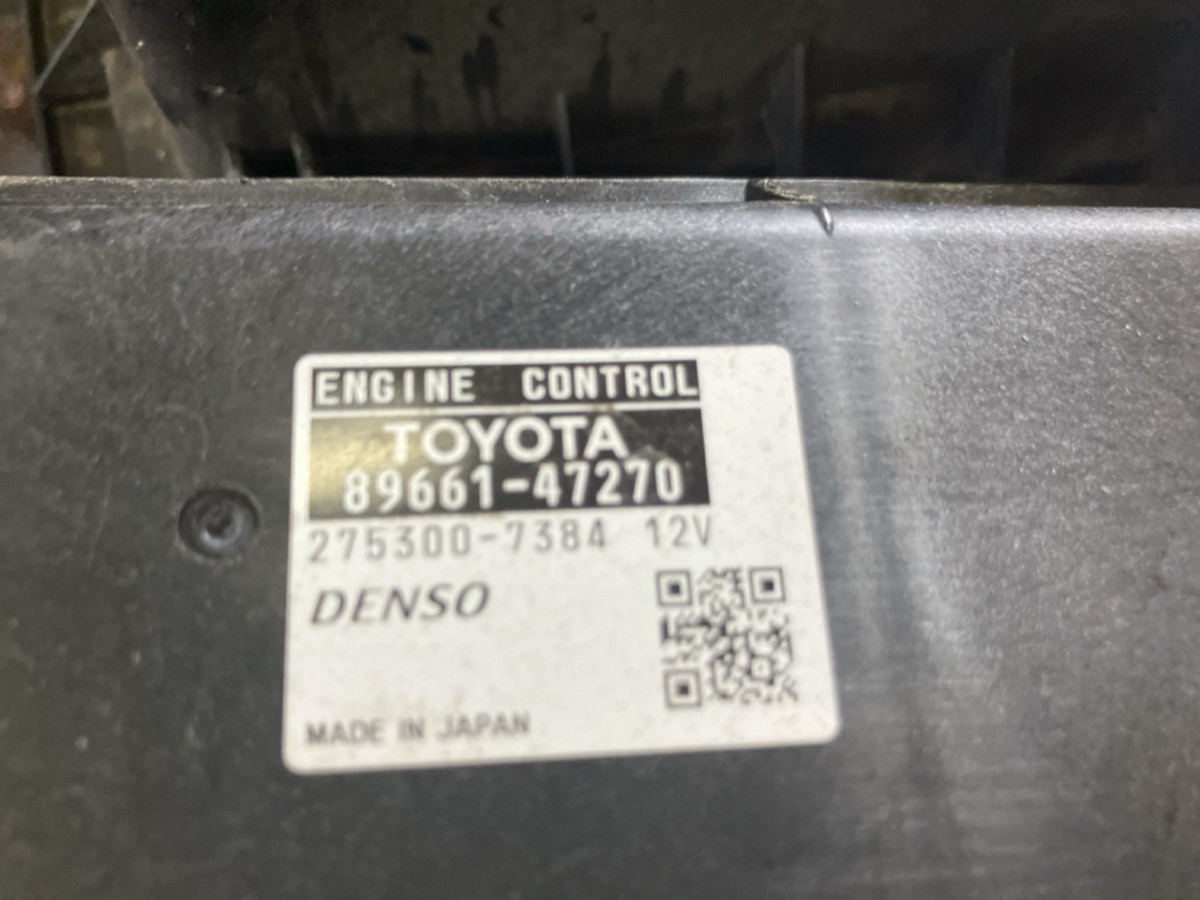 ENGINE CONTROL
TOYOTA
89661-47270
275300-7384 12V
DENSO
MADE IN JAPAN